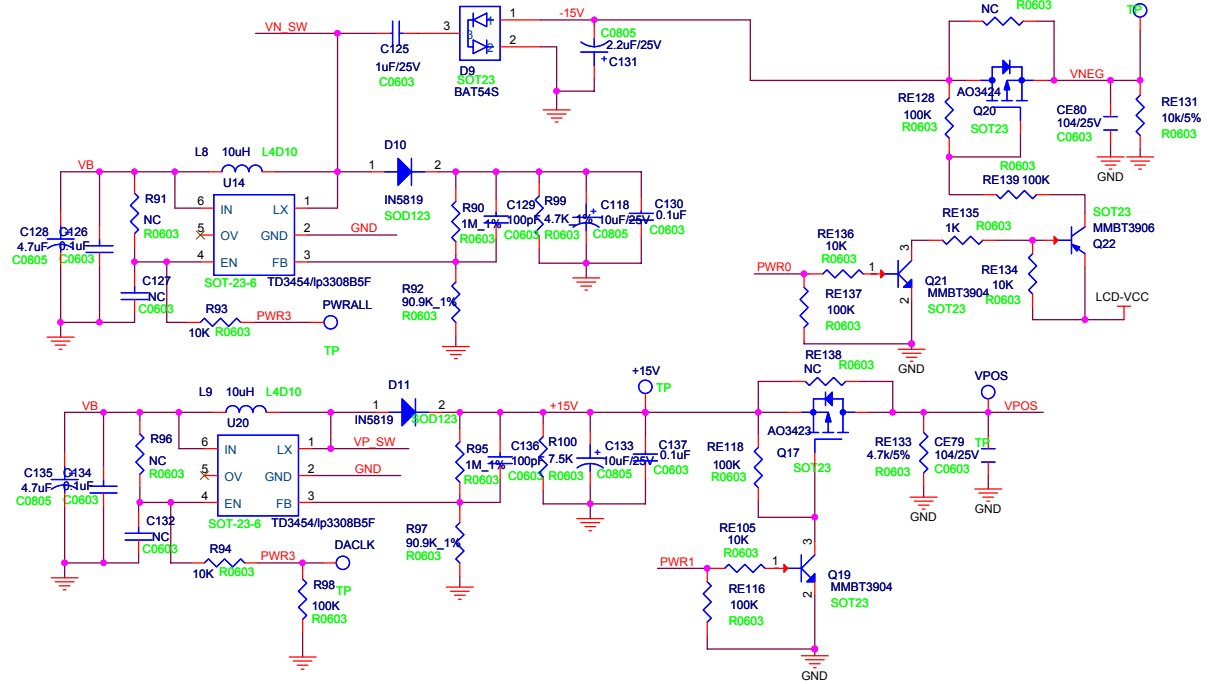 VN_SW
C125
1uF/25V
C0603
3
3
1
2
1
2
D9
SOT23
BAT54S
-15V
C0805
2.2uF/25V
+
C131
NC
R0603
TP
AO3424
Q20
SOT23
VNEG
RE128
100K
R0603
CE80
104/25V
C0603
RE131
10k/5%
R0603
GND
R0603
RE139 100K
SOT23
MMBT3906
Q22
RE135
1K
R0603
RE134
10K
R0603
LCD-VCC
RE136
10K
R0603
PWR0
RE137
100K
R0603
1
3
2
Q21
MMBT3904
SOT23
GND
L8 10uH L4D10
VB
U14
6 IN LX 1
5 OV GND 2
4 EN FB 3
GND
SOT-23-6
TD3454/lp3308B5F
R91
NC
R0603
C128
4.7uF
C0805
C126
0.1uF
C0603
C127
NC
C0603
R93
10K
R0603
PWR3
PWRALL
TP
D10
1 2
IN5819
SOD123
R90
1M_1%
R0603
C129
100pF
C0603
R99
4.7K_1%
R0603
+
C118
10uF/25V
C0805
C130
0.1uF
C0603
R92
90.9K_1%
R0603
L9 10uH L4D10
VB
U20
6 IN LX 1
5 OV GND 2
4 EN FB 3
VP_SW
GND
SOT-23-6
TD3454/lp3308B5F
R96
NC
R0603
C135
4.7uF
C0805
C134
0.1uF
C0603
C132
NC
C0603
R94
10K
R0603
PWR3
DACLK
TP
R98
100K
R0603
D11
1 2
IN5819
SOD123
+15V
+15V
TP
R95
1M_1%
R0603
C136
100pF
C0603
R100
7.5K
R0603
+
C133
10uF/25V
C0805
C137
0.1uF
C0603
R97
90.9K_1%
R0603
RE138
NC
R0603
AO3423
Q17
SOT23
RE118
100K
R0603
VPOS
VPOS
TP
RE133
4.7k/5%
R0603
CE79
104/25V
C0603
GND
GND
RE105
10K
R0603
PWR1
RE116
100K
R0603
1
3
2
Q19
MMBT3904
SOT23
GND